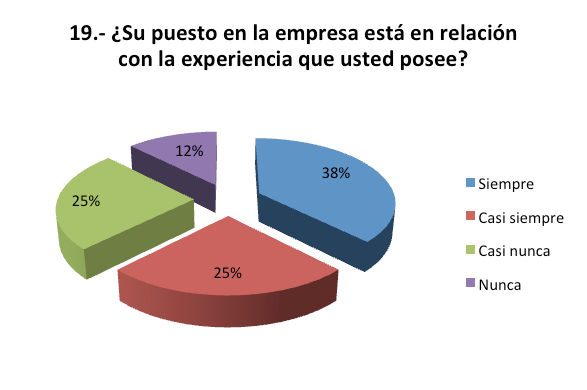 19.- ¿Su puesto en la empresa está en relación
con la experiencia que usted posee?
12%
38%
25%
25%
Siempre
Casi siempre
Casi nunca
Nunca